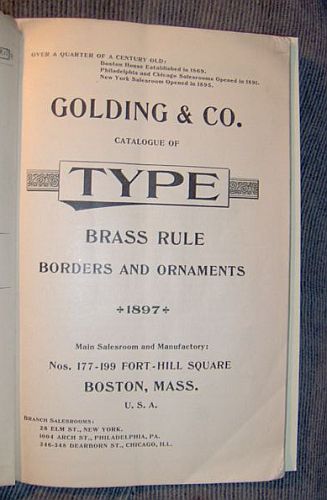 OVER A QUARTER OF A CENTURY OLD:
Boston House Established in 1869.
Philadelphia and Chicago Salesrooms Opened in 1891.
New York Salesroom Opened in 1895.
GOLDING & CO.
CATALOGUE OF
TYPE
BRASS RULE
BORDERS AND ORNAMENTS
1897
Main Salesroom and Manufactory:
Nos. 177-199 FORT-HILL SQUARE
BOSTON, MASS.
U. S. A.
BRANCH SALESROOMS:
28 ELM ST., NEW YORK.
1004 ARCH ST., PHILADELPHIA, PA.
346-348 DEARBORN ST., CHICAGO, ILL.